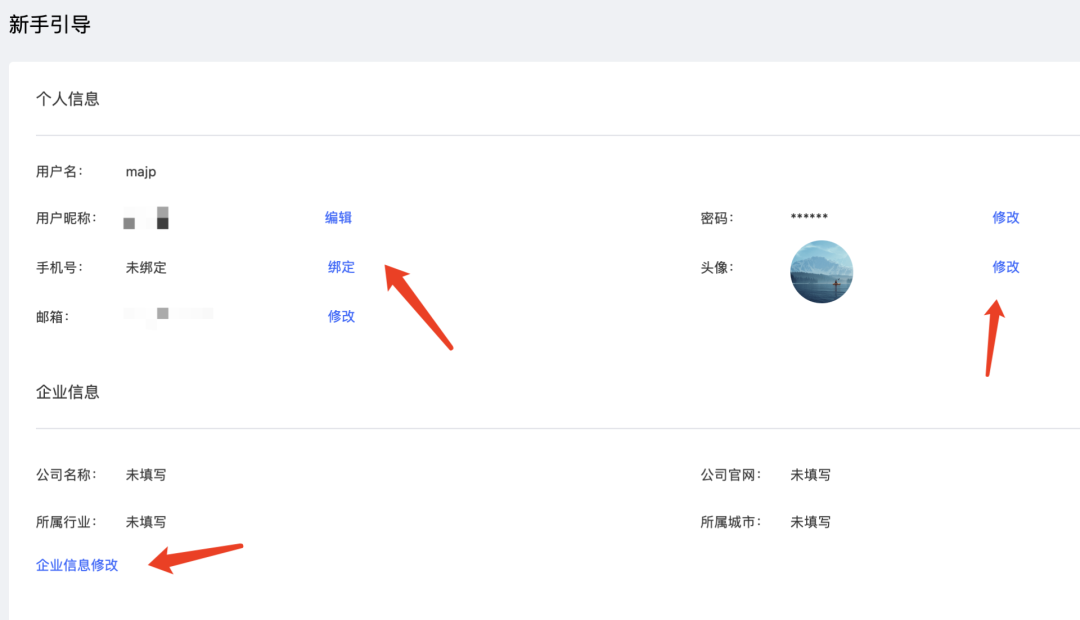 新手引导
个人信息
用户名： majp
用户昵称： 编辑 密码： ****** 修改
手机号： 未绑定 绑定 头像： 修改
邮箱： 修改
企业信息
公司名称： 未填写 公司官网： 未填写
所属行业： 未填写 所属城市： 未填写
企业信息修改